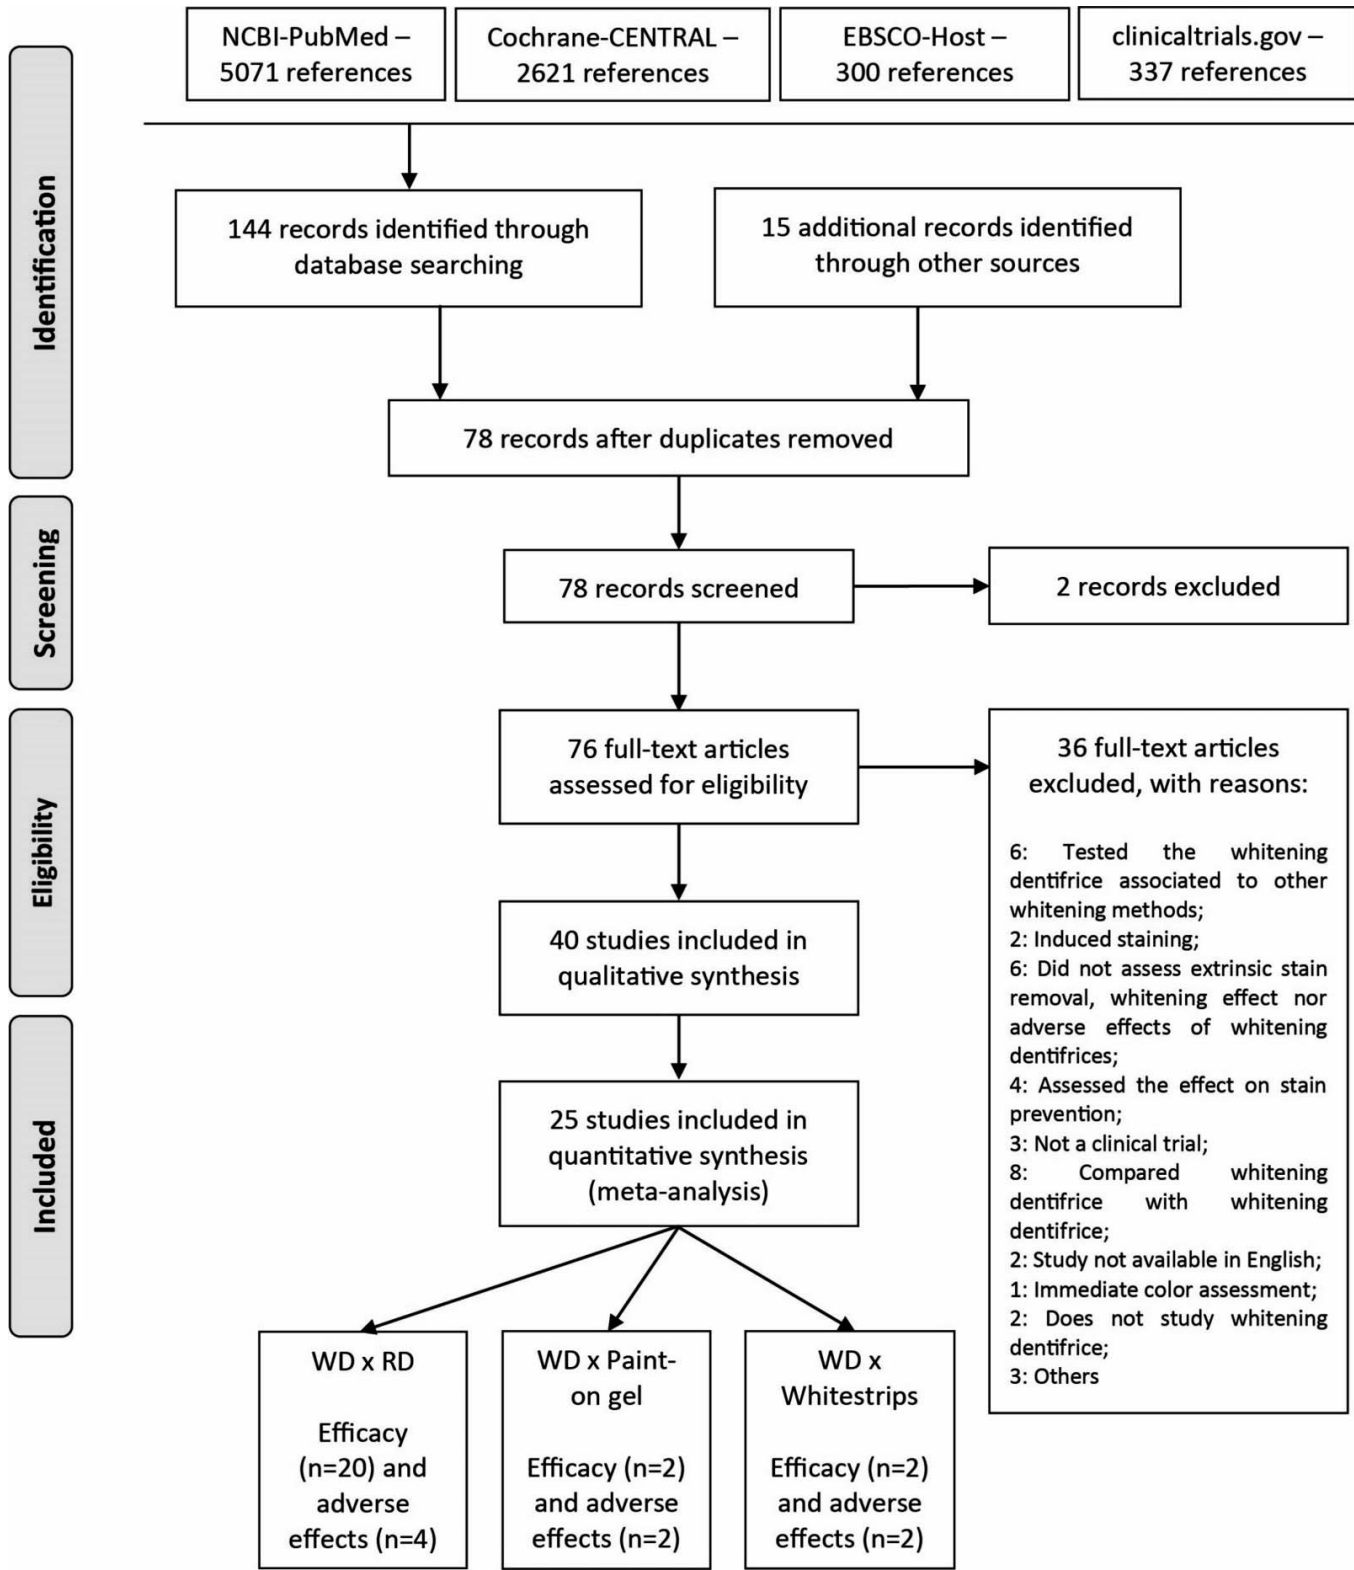 NCBI-PubMed –
5071 references
Cochrane-CENTRAL –
2621 references
EBSCO-Host –
300 references
clinicaltrials.gov –
337 references
Identification
144 records identified through
database searching
15 additional records identified
through other sources
78 records after duplicates removed
Screening
78 records screened
2 records excluded
Eligibility
76 full-text articles
assessed for eligibility
36 full-text articles
excluded, with reasons:
6: Tested the whitening
dentifrice associated to other
whitening methods;
2: Induced staining;
6: Did not assess extrinsic stain
removal, whitening effect nor
adverse effects of whitening
dentifrices;
4: Assessed the effect on stain
prevention;
3: Not a clinical trial;
8: Compared whitening
dentifrice with whitening
dentifrice;
2: Study not available in English;
1: Immediate color assessment;
2: Does not study whitening
dentifrice;
3: Others
40 studies included in
qualitative synthesis
Included
25 studies included in
quantitative synthesis
(meta-analysis)
WD x RD
Efficacy
(n=20) and
adverse
effects (n=4)
WD x Paint-
on gel
Efficacy (n=2)
and adverse
effects (n=2)
WD x
Whitestrips
Efficacy (n=2)
and adverse
effects (n=2)